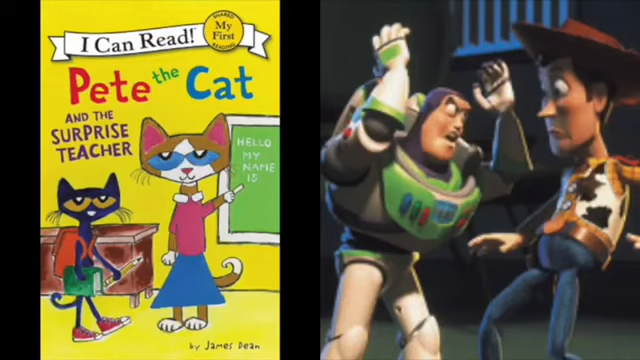 I Can Read!
SHARED
My
First
READING
Pete the Cat
AND THE
SURPRISE
TEACHER
HELLO
MY
NAME
IS
by James Dean